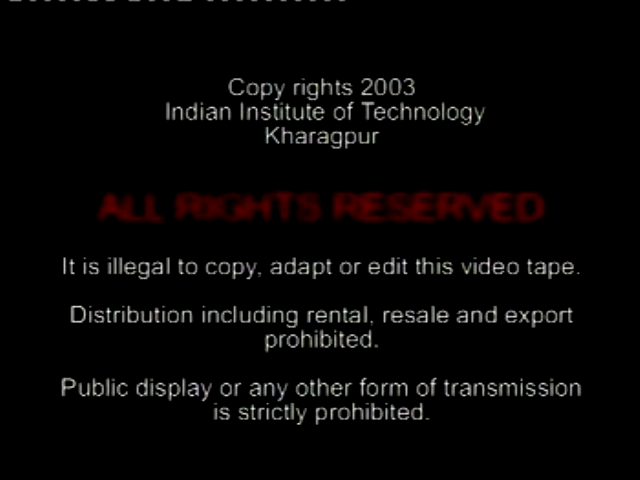 Copy rights 2003
Indian Institute of Technology
Kharagpur
ALL RIGHTS RESERVED
It is illegal to copy, adapt or edit this video tape.
Distribution including rental, resale and export
prohibited.
Public display or any other form of transmission
is strictly prohibited.